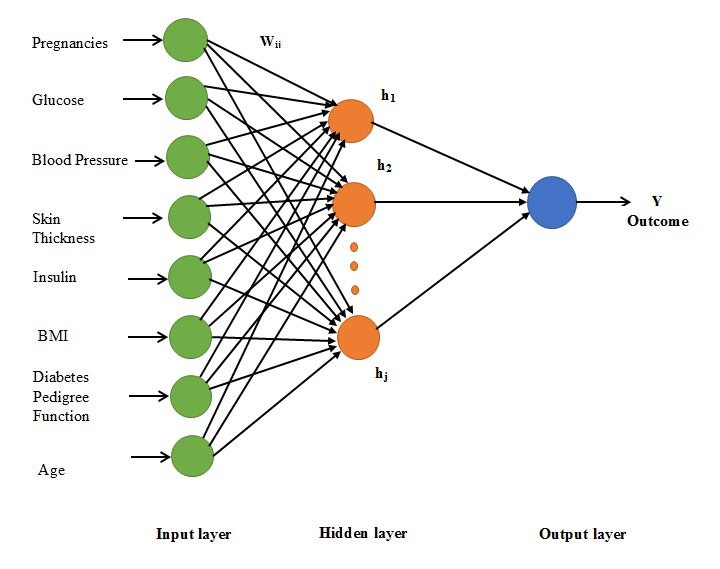 Pregnancies
Glucose
Blood Pressure
Skin
Thickness
Insulin
BMI
Diabetes
Pedigree
Function
Age
Wii
h1
h2
hj
Y
Outcome
Input layer
Hidden layer
Output layer